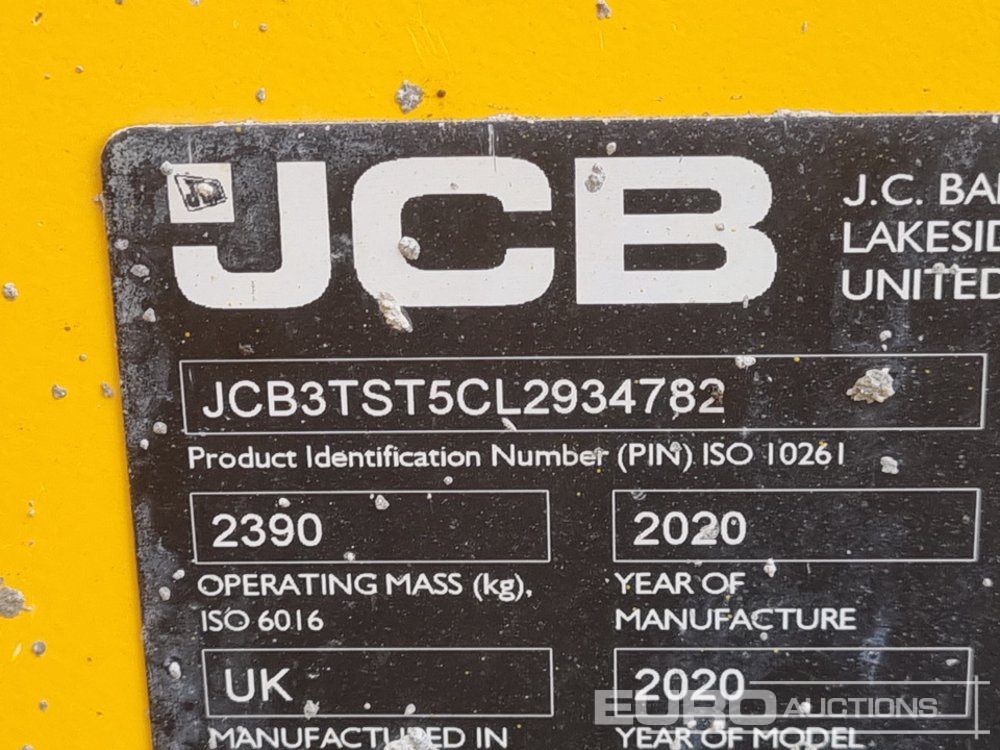 JCB
J.C. BA
LAKESID
UNITED
JCB3TST5CL2934782
Product Identification Number (PIN) ISO 10261
2390
2020
OPERATING MASS (kg),
ISO 6016
YEAR OF
MANUFACTURE
UK
2020
MANUFACTURED IN
YEAR OF MODEL
EURO AUCTIONS